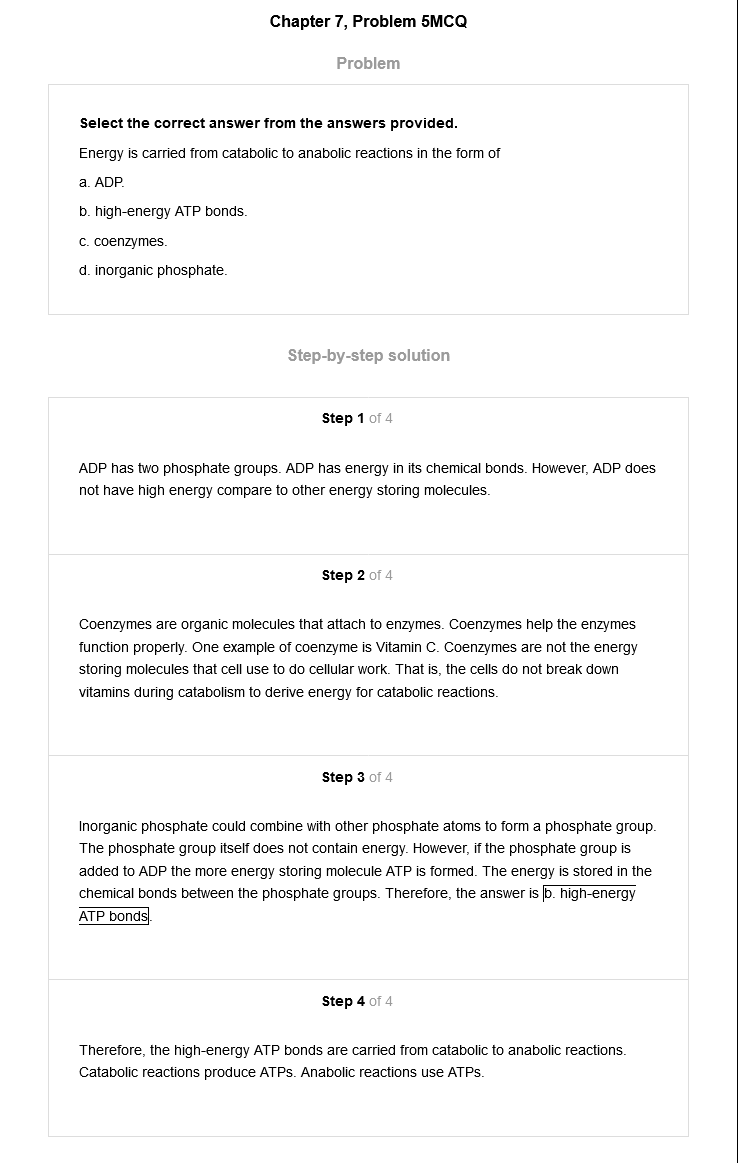 Chapter 7, Problem 5MCQ
Problem
Select the correct answer from the answers provided.
Energy is carried from catabolic to anabolic reactions in the form of
a. ADP.
b. high-energy ATP bonds.
c. coenzymes.
d. inorganic phosphate.
Step-by-step solution
Step 1 of 4
ADP has two phosphate groups. ADP has energy in its chemical bonds. However, ADP does
not have high energy compare to other energy storing molecules.
Step 2 of 4
Coenzymes are organic molecules that attach to enzymes. Coenzymes help the enzymes
function properly. One example of coenzyme is Vitamin C. Coenzymes are not the energy
storing molecules that cell use to do cellular work. That is, the cells do not break down
vitamins during catabolism to derive energy for catabolic reactions.
Step 3 of 4
Inorganic phosphate could combine with other phosphate atoms to form a phosphate group.
The phosphate group itself does not contain energy. However, if the phosphate group is
added to ADP the more energy storing molecule ATP is formed. The energy is stored in the
chemical bonds between the phosphate groups. Therefore, the answer is b. high-energy
ATP bonds.
Step 4 of 4
Therefore, the high-energy ATP bonds are carried from catabolic to anabolic reactions.
Catabolic reactions produce ATPs. Anabolic reactions use ATPs.